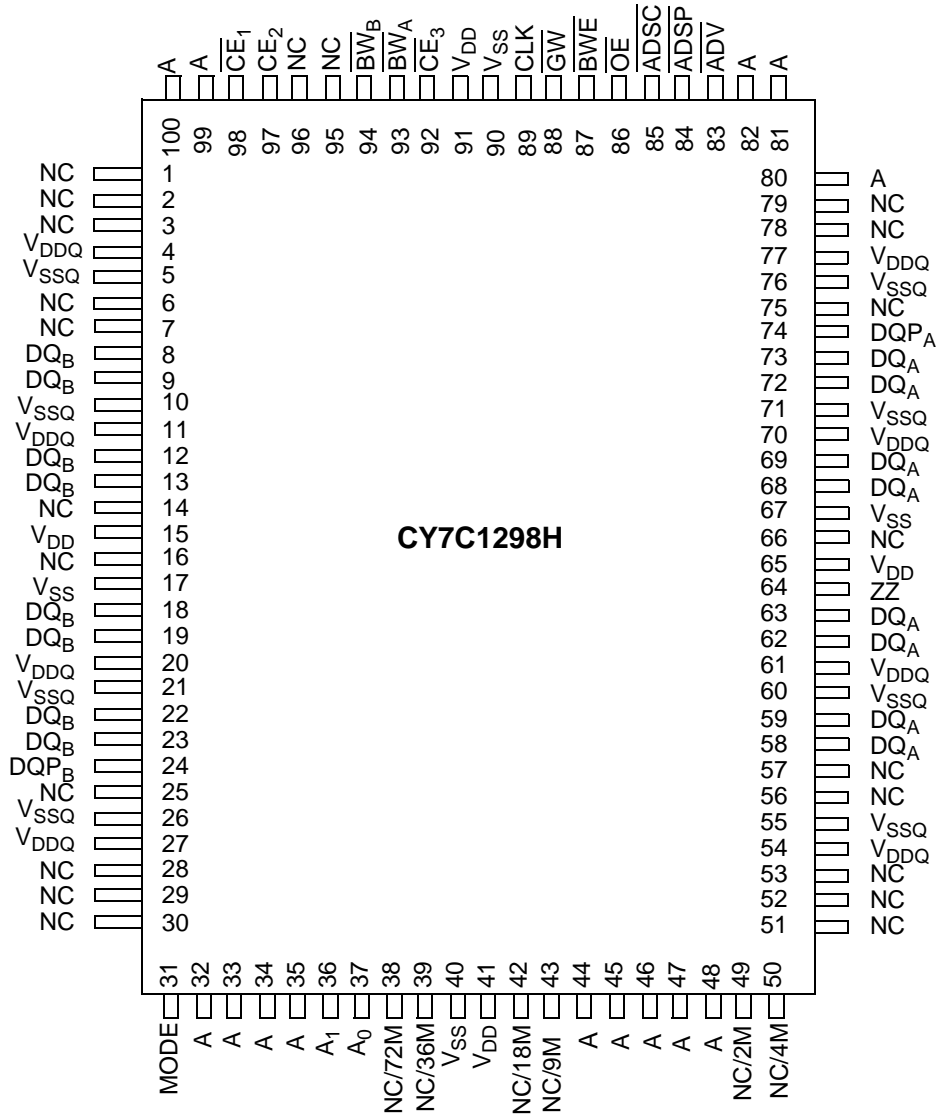 A A CE1 CE2 NC NC BWB BWA CE3 VDD VSS CLK GW BWE OE ADSC ADSP ADV A A
100 99 98 97 96 95 94 93 92 91 90 89 88 87 86 85 84 83 82 81
NC 1
NC 2
NC 3
VDDQ 4
VSSQ 5
NC 6
NC 7
DQB 8
DQB 9
VSSQ 10
VDDQ 11
DQB 12
DQB 13
NC 14
VDD 15
NC 16
VSS 17
DQB 18
DQB 19
VDDQ 20
VSSQ 21
DQB 22
DQB 23
DQPB 24
NC 25
VSSQ 26
VDDQ 27
NC 28
NC 29
NC 30
CY7C1298H
80 A
79 NC
78 NC
77 VDDQ
76 VSSQ
75 NC
74 DQPA
73 DQA
72 DQA
71 VSSQ
70 VDDQ
69 DQA
68 DQA
67 VSS
66 NC
65 VDD
64 ZZ
63 DQA
62 DQA
61 VDDQ
60 VSSQ
59 DQA
58 DQA
57 NC
56 NC
55 VSSQ
54 VDDQ
53 NC
52 NC
51 NC
31 32 33 34 35 36 37 38 39 40 41 42 43 44 45 46 47 48 49 50
MODE A A A A A1 A0 NC/72M NC/36M VSS VDD NC/18M NC/9M A A A A A NC/2M NC/4M